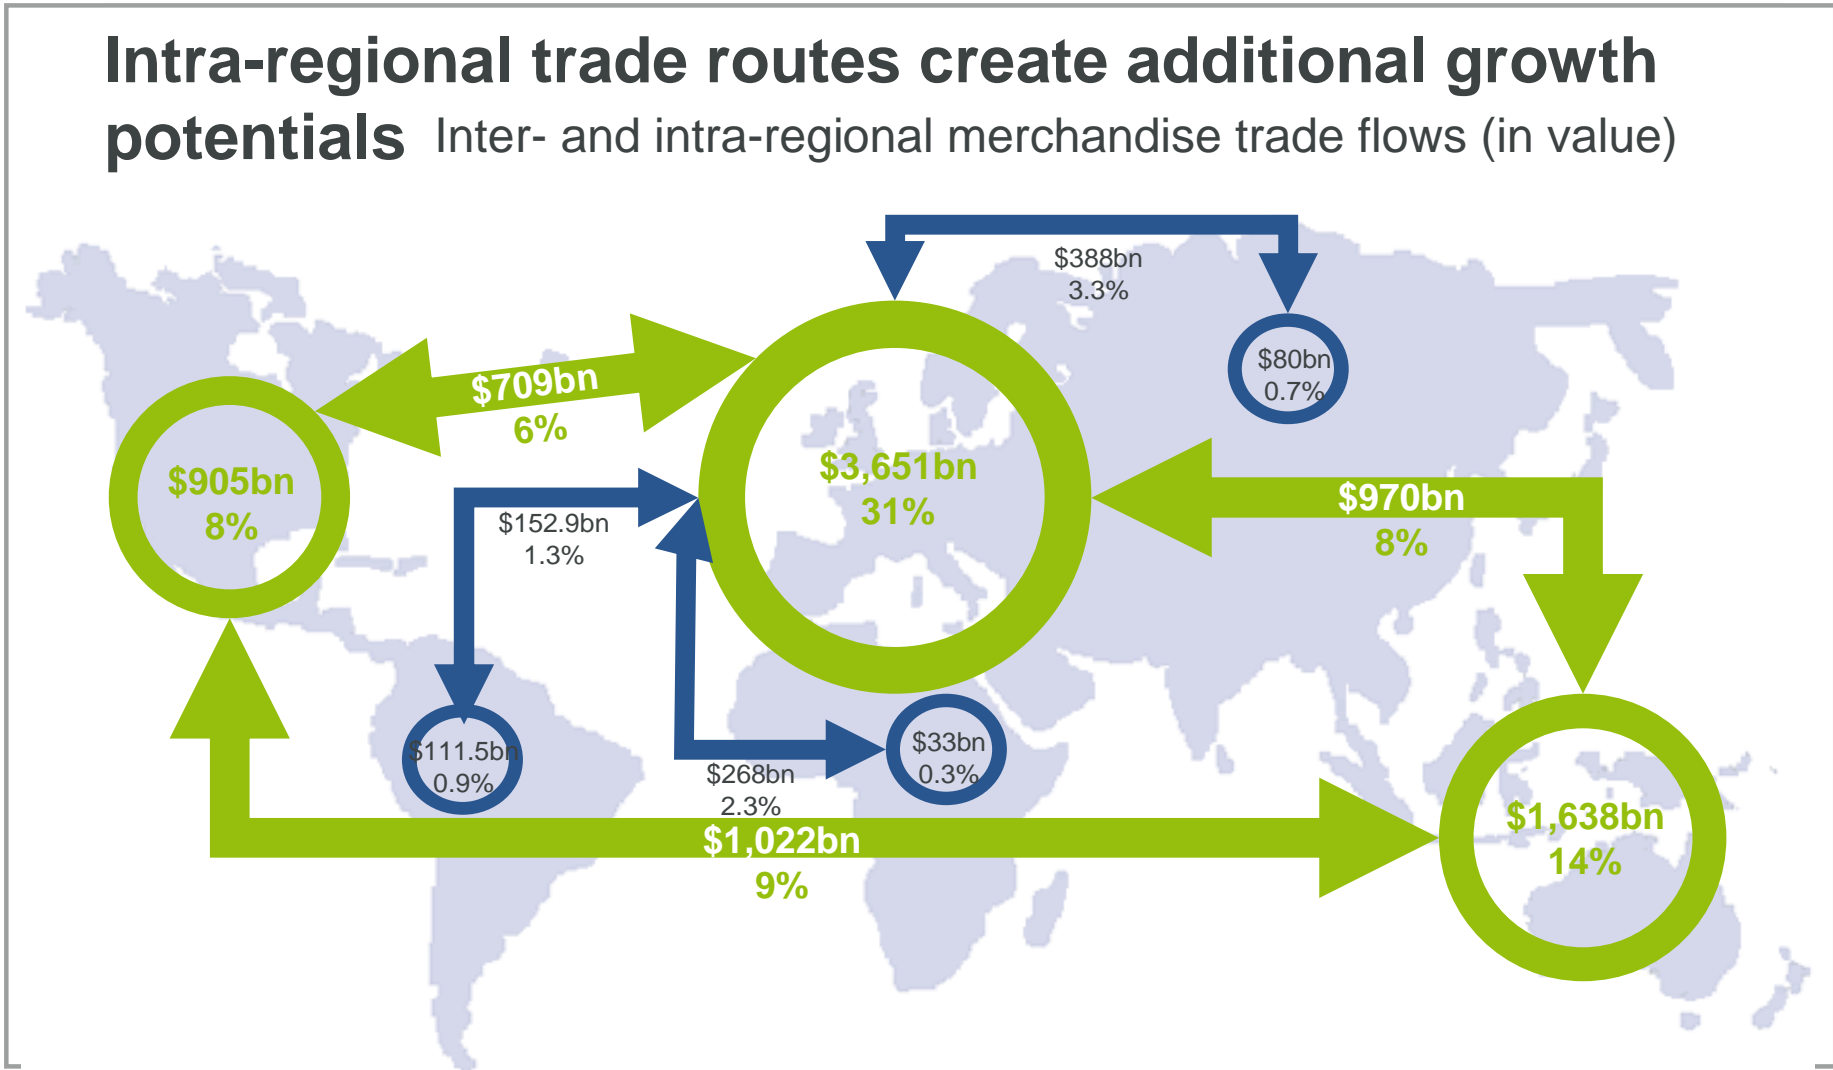 Intra-regional trade routes create additional growth
potentials Inter- and intra-regional merchandise trade flows (in value)
$388bn
3.3%
$80bn
0.7%
$709bn
6%
$905bn
8%
$3,651bn
31%
$970bn
8%
$152.9bn
1.3%
$111.5bn
0.9%
$268bn
2.3%
$33bn
0.3%
$1,022bn
9%
$1,638bn
14%